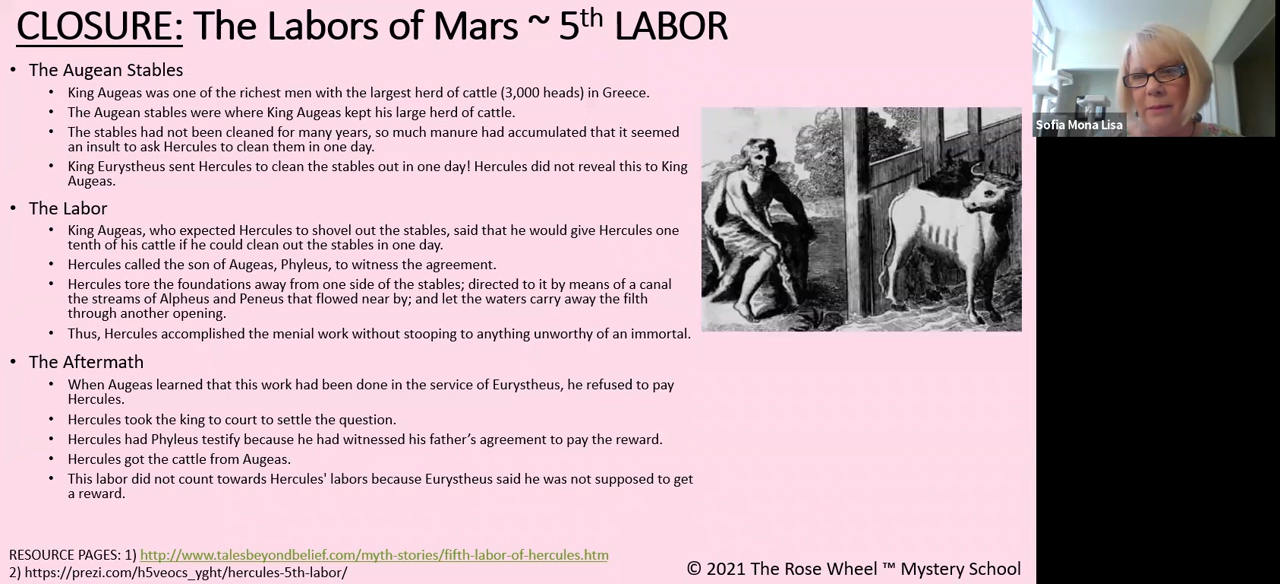 CLOSURE: The Labors of Mars ~ 5th LABOR
• The Augean Stables
• King Augeas was one of the richest men with the largest herd of cattle (3,000 heads) in Greece.
• The Augean stables were where King Augeas kept his large herd of cattle.
• The stables had not been cleaned for many years, so much manure had accumulated that it seemed
an insult to ask Hercules to clean them in one day.
• King Eurystheus sent Hercules to clean the stables out in one day! Hercules did not reveal this to King
Augeas.
• The Labor
• King Augeas, who expected Hercules to shovel out the stables, said that he would give Hercules one
tenth of his cattle if he could clean out the stables in one day.
• Hercules called the son of Augeas, Phyleus, to witness the agreement.
• Hercules tore the foundations away from one side of the stables; directed to it by means of a canal
the streams of Alpheus and Peneus that flowed near by; and let the waters carry away the filth
through another opening.
• Thus, Hercules accomplished the menial work without stooping to anything unworthy of an immortal.
• The Aftermath
• When Augeas learned that this work had been done in the service of Eurystheus, he refused to pay
Hercules.
• Hercules took the king to court to settle the question.
• Hercules had Phyleus testify because he had witnessed his father's agreement to pay the reward.
• Hercules got the cattle from Augeas.
• This labor did not count towards Hercules' labors because Eurystheus said he was not supposed to get
a reward.
RESOURCE PAGES: 1) http://www.talesbeyondbelief.com/myth-stories/fifth-labor-of-hercules.htm
2) https://prezi.com/h5veocs_yght/hercules-5th-labor/
© 2021 The Rose Wheel ™ Mystery School
Sofia Mona Lisa